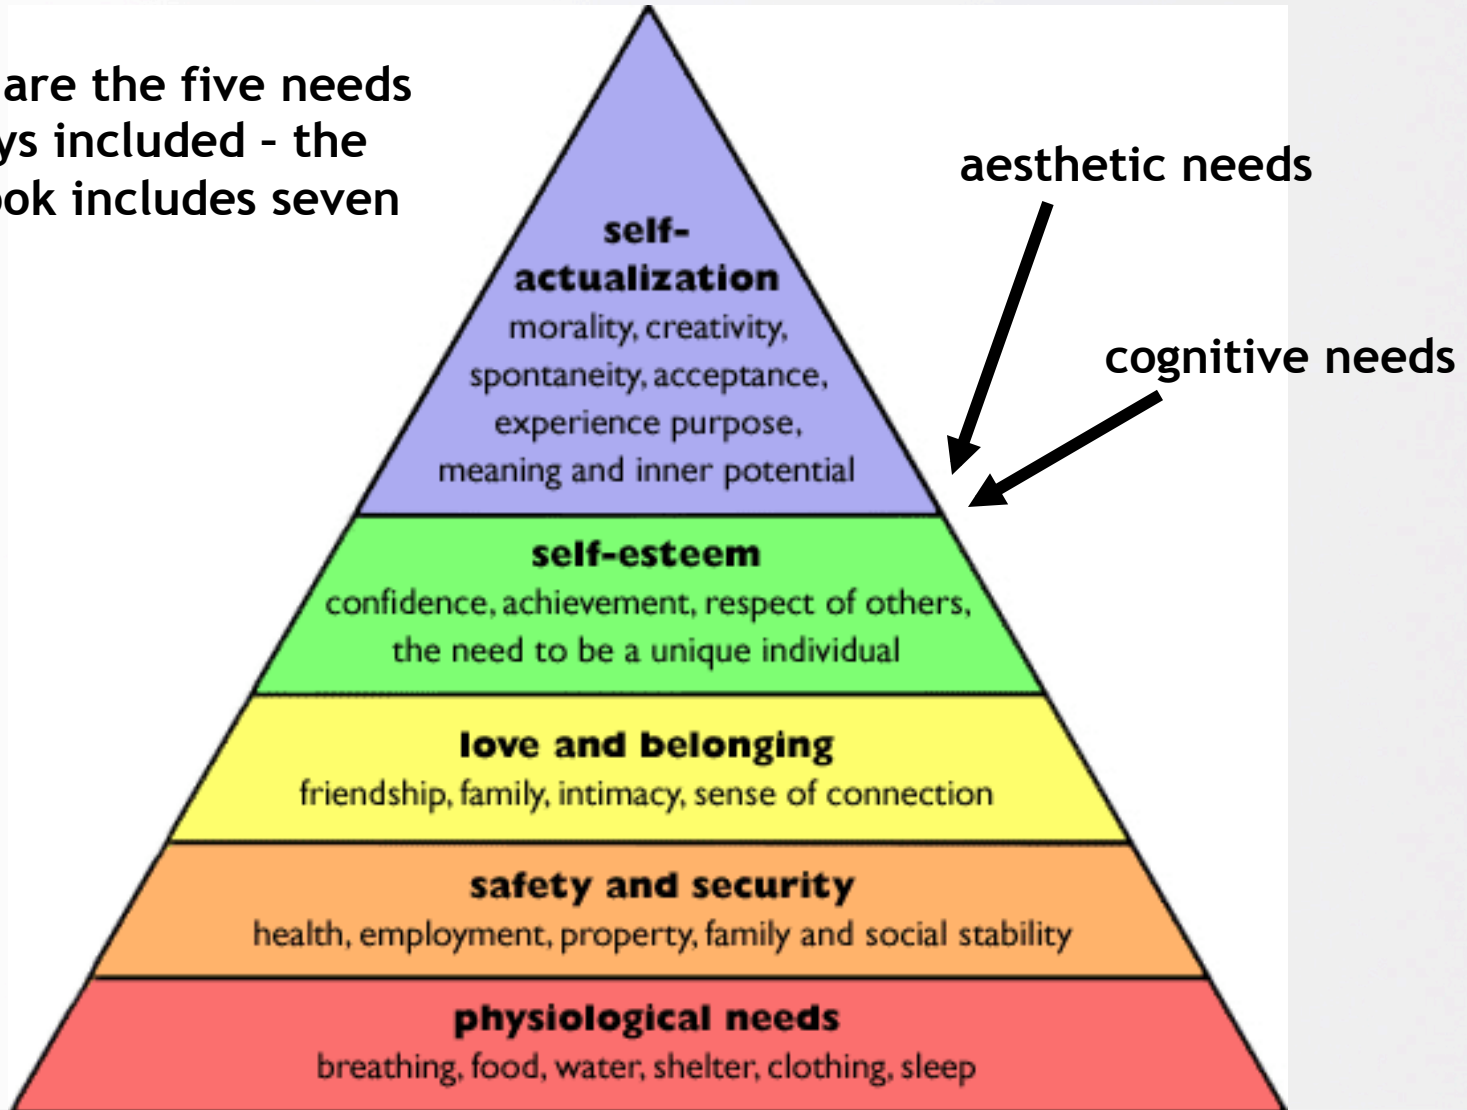 are the five needs
ys included – the
ook includes seven
aesthetic needs
cognitive needs
self-
actualization
morality, creativity,
spontaneity, acceptance,
experience purpose,
meaning and inner potential
self-esteem
confidence, achievement, respect of others,
the need to be a unique individual
love and belonging
friendship, family, intimacy, sense of connection
safety and security
health, employment, property, family and social stability
physiological needs
breathing, food, water, shelter, clothing, sleep